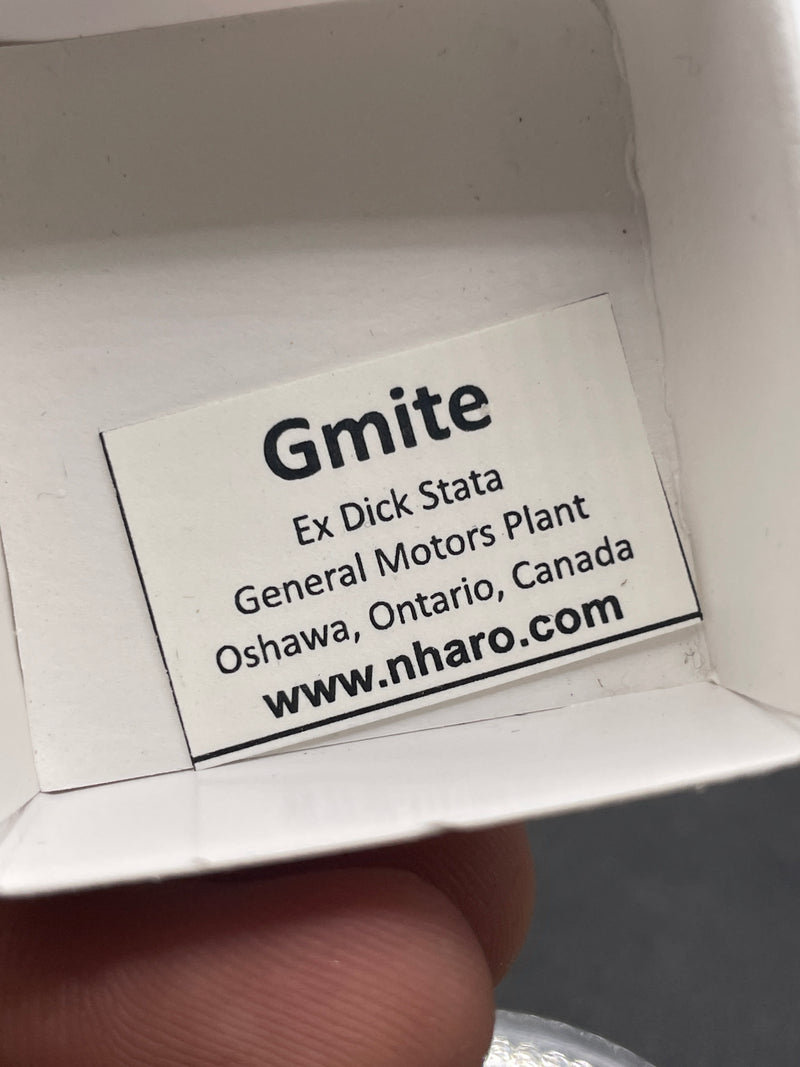 Gmite
Ex Dick Stata
General Motors Plant
Oshawa, Ontario, Canada
www.nharo.com